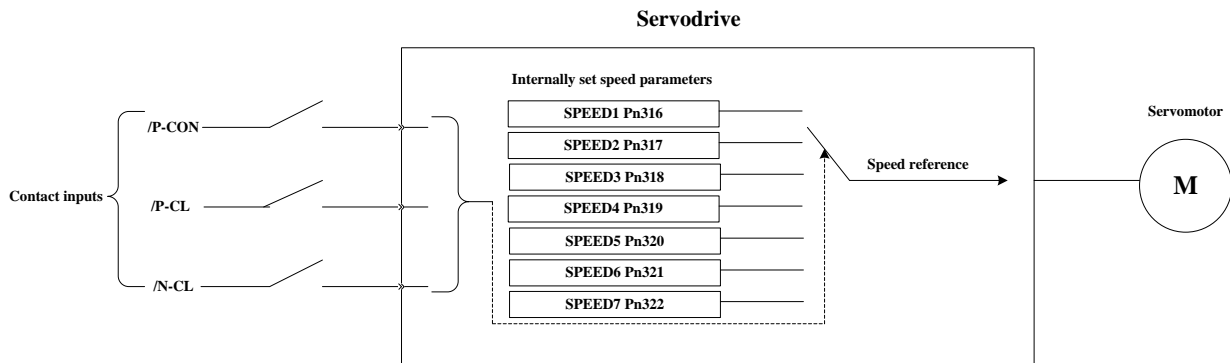 Servodrive
Internally set speed parameters
SPEED1 Pn316
SPEED2 Pn317
SPEED3 Pn318
SPEED4 Pn319
SPEED5 Pn320
SPEED6 Pn321
SPEED7 Pn322
Contact inputs
/P-CON
/P-CL
/N-CL
Speed reference
Servomotor
M